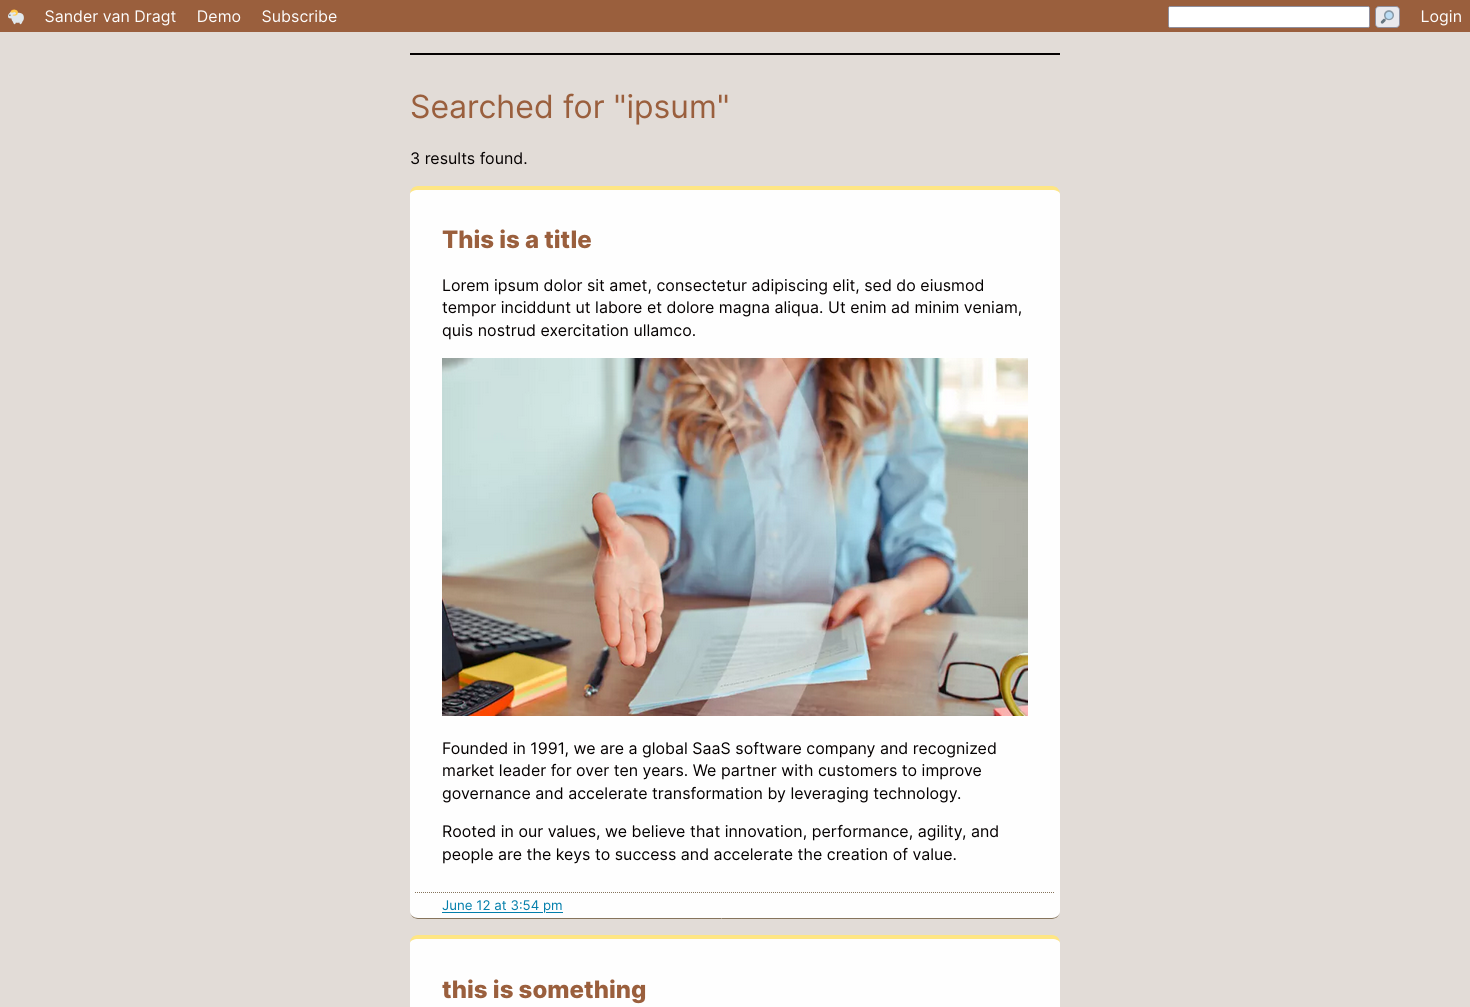 Sander van Dragt Demo Subscribe Login
Searched for "ipsum"
3 results found.
This is a title
Lorem ipsum dolor sit amet, consectetur adipiscing elit, sed do eiusmod
tempor inciddunt ut labore et dolore magna aliqua. Ut enim ad minim veniam,
quis nostrud exercitation ullamco.
Founded in 1991, we are a global SaaS software company and recognized
market leader for over ten years. We partner with customers to improve
governance and accelerate transformation by leveraging technology.
Rooted in our values, we believe that innovation, performance, agility, and
people are the keys to success and accelerate the creation of value.
June 12 at 3:54 pm
this is something